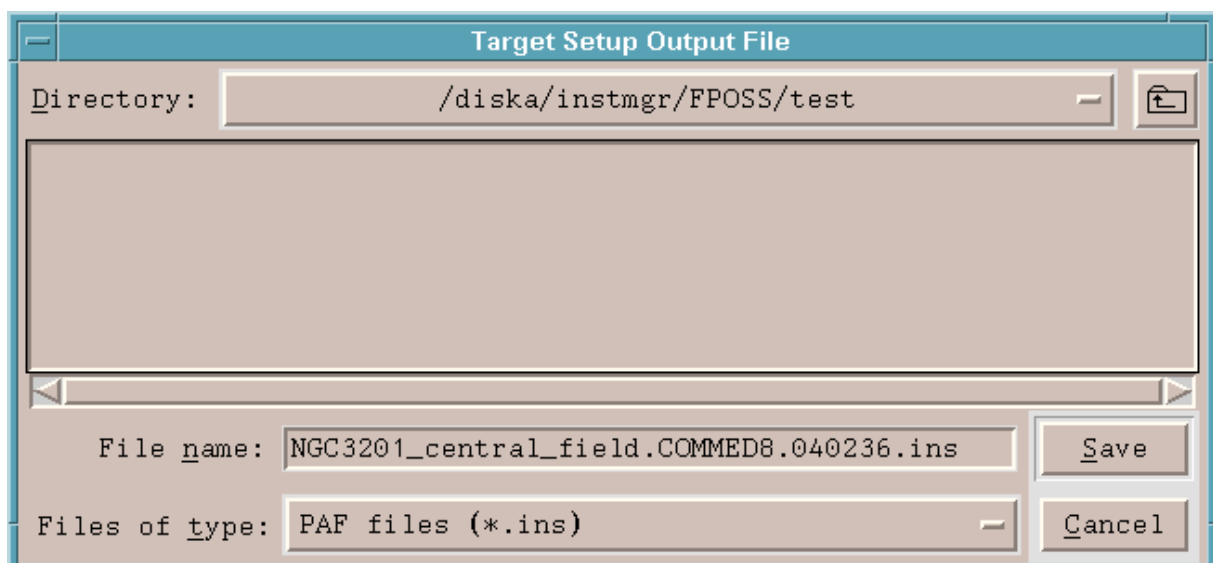 Target Setup Output File
Directory: /diska/instmgr/FPOSS/test
File name: NGC3201_central_field.COMMED8.040236.ins Save
Files of type: PAF files (*.ins) Cancel